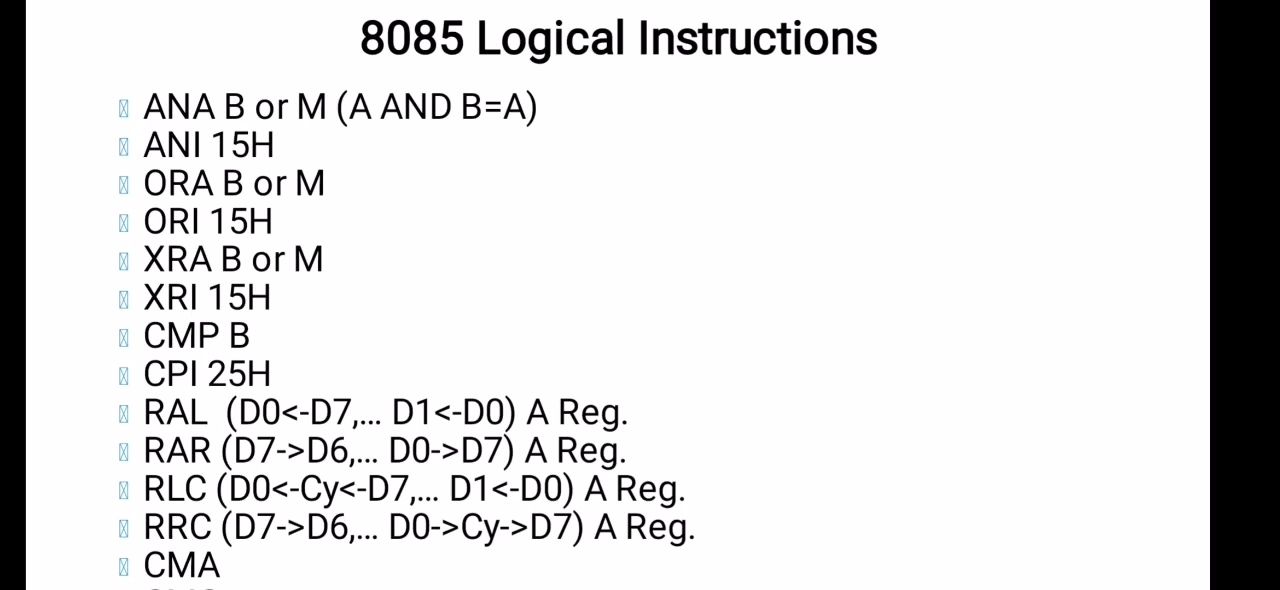 8085 Logical Instructions
ANA B or M (A AND B=A)
ANI 15H
ORA B or M
ORI 15H
XRA B or M
XRI 15H
CMP B
CPI 25H
RAL (D0<-D7,... D1<-D0) A Reg.
RAR (D7->D6,... D0->D7) A Reg.
RLC (D0<-Cy<-D7,... D1<-D0) A Reg.
RRC (D7->D6,... D0->Cy->D7) A Reg.
CMA